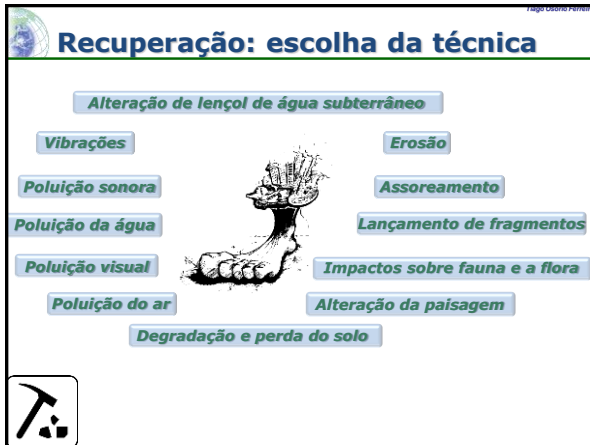 Tiago Osório Ferreira
Recuperação: escolha da técnica
Alteração de lençol de água subterrâneo
Vibrações
Erosão
Poluição sonora
Assoreamento
Poluição da água
Lançamento de fragmentos
Poluição visual
Impactos sobre fauna e a flora
Poluição do ar
Alteração da paisagem
Degradação e perda do solo